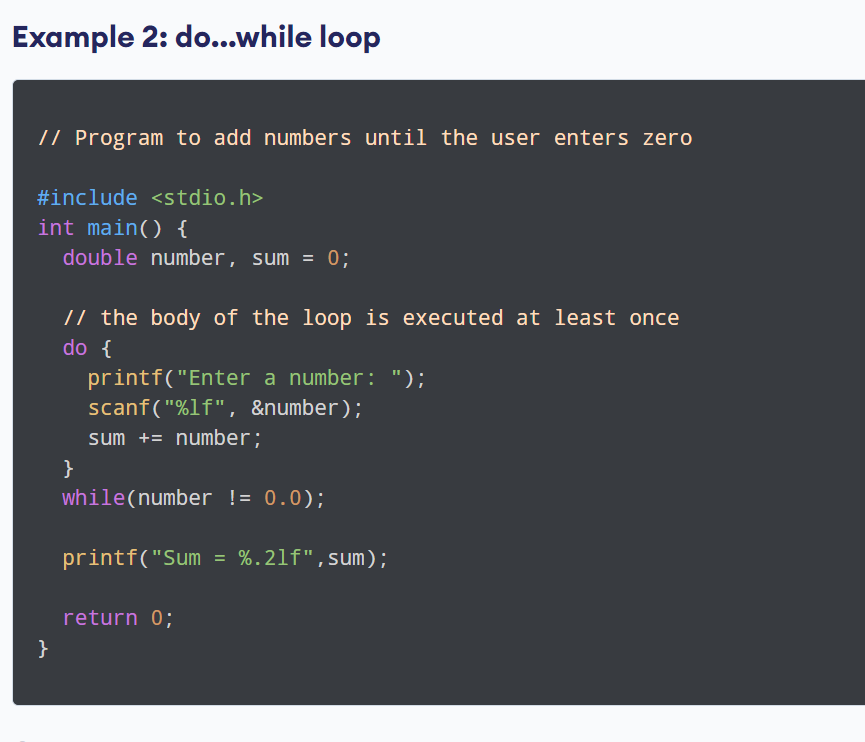 Example 2: do...while loop
// Program to add numbers until the user enters zero
#include <stdio.h>
int main() {
  double number, sum = 0;
  // the body of the loop is executed at least once
  do {
    printf("Enter a number: ");
    scanf("%lf", &number);
    sum += number;
  }
  while(number != 0.0);
  printf("Sum = %.2lf",sum);
  return 0;
}